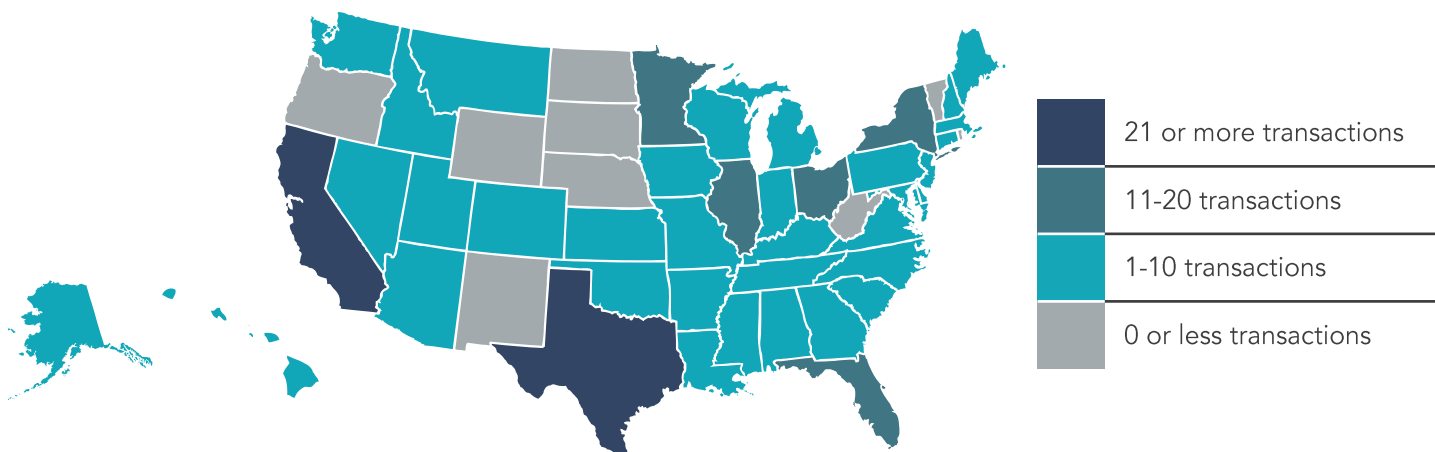 21 or more transactions
11-20 transactions
1-10 transactions
0 or less transactions